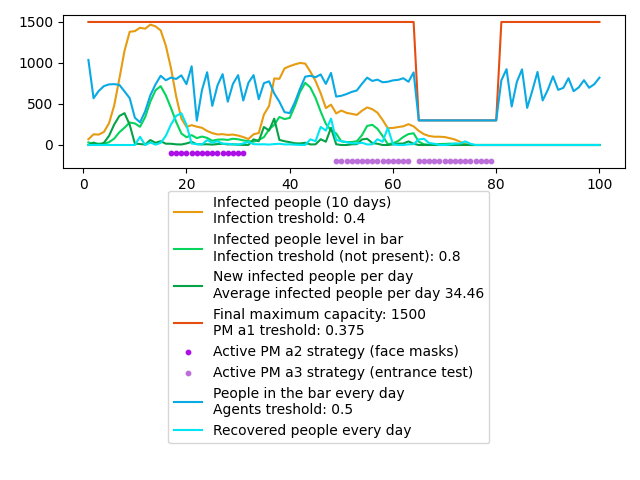 1500
1000
500
0
0 20 40 60 80 100
Infected people (10 days)
Infection treshold: 0.4
Infected people level in bar
Infection treshold (not present): 0.8
New infected people per day
Average infected people per day 34.46
Final maximum capacity: 1500
PM a1 treshold: 0.375
Active PM a2 strategy (face masks)
Active PM a3 strategy (entrance test)
People in the bar every day
Agents treshold: 0.5
Recovered people every day